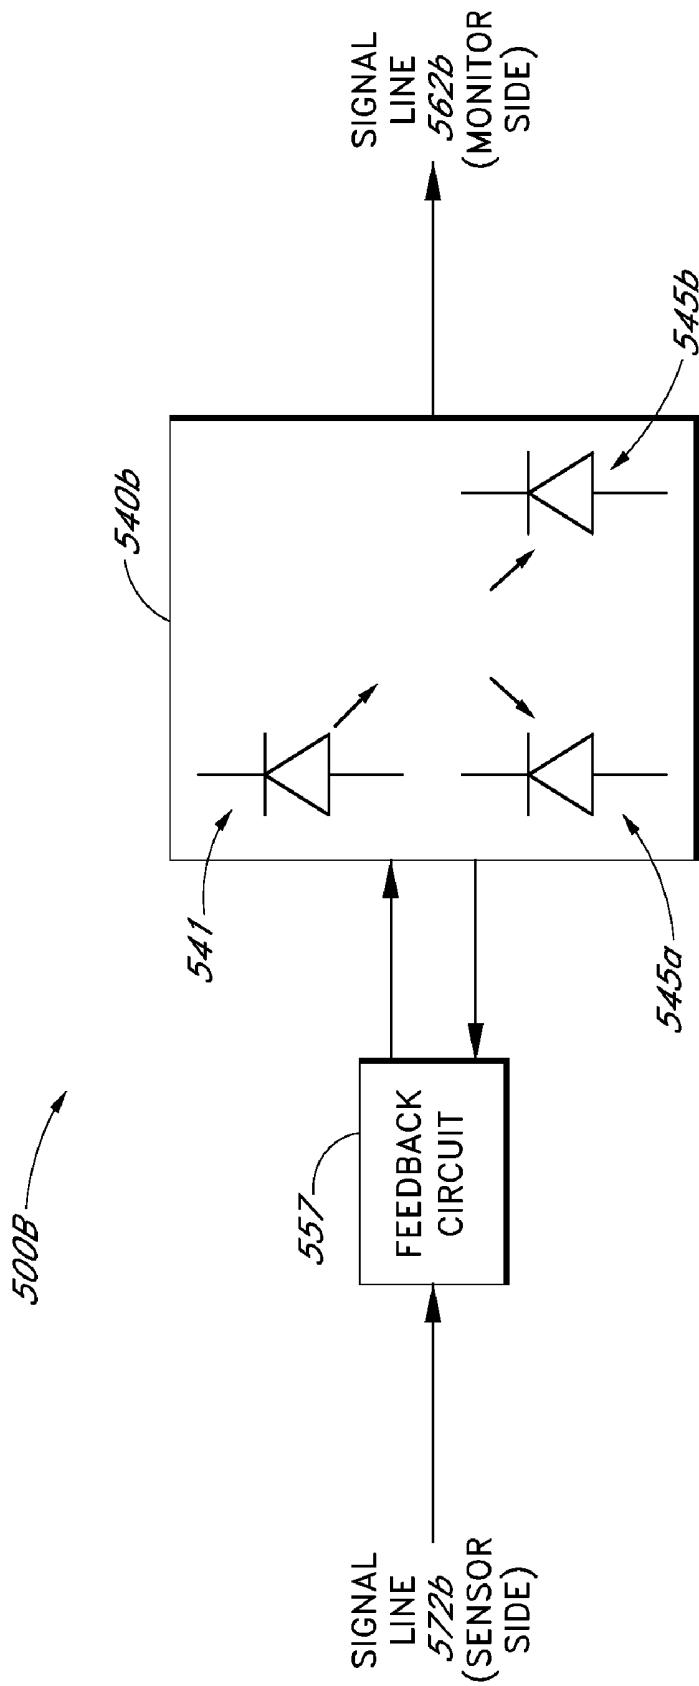 500B
SIGNAL
LINE
572b
(SENSOR
SIDE)
557
FEEDBACK
CIRCUIT
541
545a
540b
545b
SIGNAL
LINE
562b
(MONITOR
SIDE)